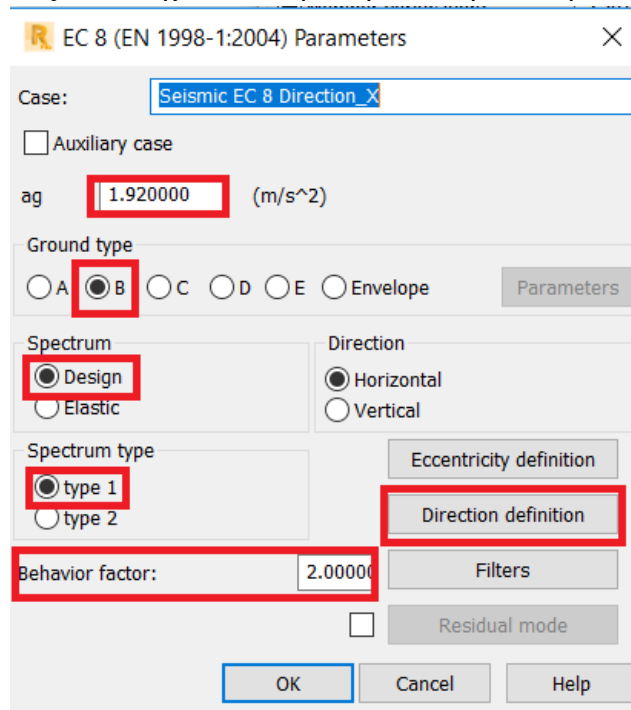 EC 8 (EN 1998-1:2004) Parameters
Case: Seismic EC 8 Direction_X
Auxiliary case
ag 1.920000 (m/s^2)
Ground type
A B C D E Envelope Parameters
Spectrum Direction
Design Horizontal
Elastic Vertical
Spectrum type Eccentricity definition
type 1
type 2 Direction definition
Behavior factor: 2.00000 Filters
Residual mode
OK Cancel Help